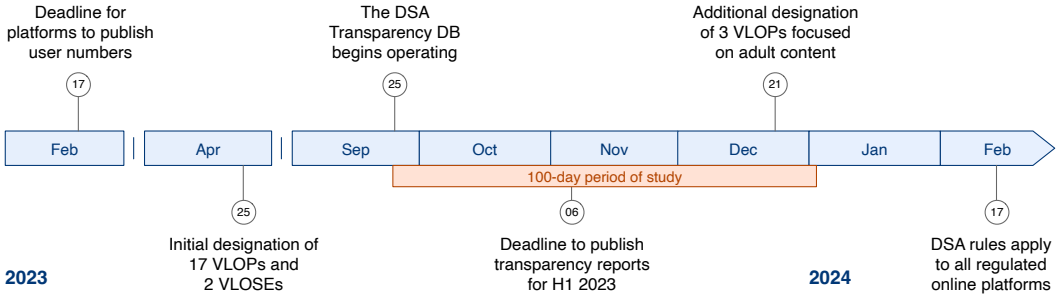 Deadline for
platforms to publish
user numbers
The DSA
Transparency DB
begins operating
Additional designation
of 3 VLOPs focused
on adult content
17
25
21
Feb
Apr
Sep
Oct
Nov
Dec
Jan
Feb
100-day period of study
25
06
17
Initial designation of
17 VLOPs and
2 VLOSEs
Deadline to publish
transparency reports
for H1 2023
DSA rules apply
to all regulated
online platforms
2023
2024